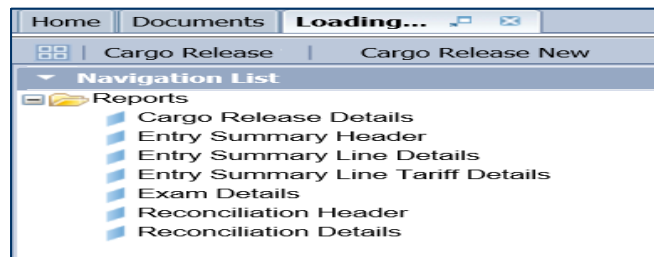 Home Documents Loading...
Cargo Release | Cargo Release New
Navigation List
Reports
Cargo Release Details
Entry Summary Header
Entry Summary Line Details
Entry Summary Line Tariff Details
Exam Details
Reconciliation Header
Reconciliation Details